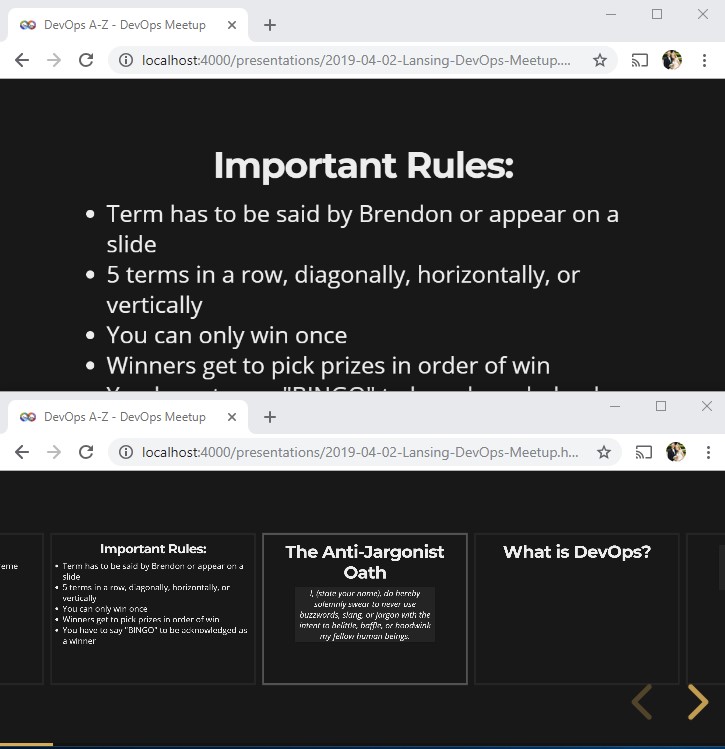 DevOps A-Z - DevOps Meetup
localhost:4000/presentations/2019-04-02-Lansing-DevOps-Meetup....
Important Rules:
• Term has to be said by Brendon or appear on a
slide
• 5 terms in a row, diagonally, horizontally, or
vertically
• You can only win once
• Winners get to pick prizes in order of win
"BINGO"
DevOps A-Z - DevOps Meetup
localhost:4000/presentations/2019-04-02-Lansing-DevOps-Meetup.h...
eme
Important Rules:
• Term has to be said by Brendon or appear on a
slide
• 5 terms in a row, diagonally, horizontally, or
vertically
• You can only win once
• Winners get to pick prizes in order of win
• You have to say "BINGO" to be acknowledged as
a winner
The Anti-Jargonist
Oath
I, (state your name), do hereby
solemnly swear to never use
buzzwords, slang, or jargon with the
intent to belittle, baffle, or hoodwink
my fellow human beings.
What is DevOps?